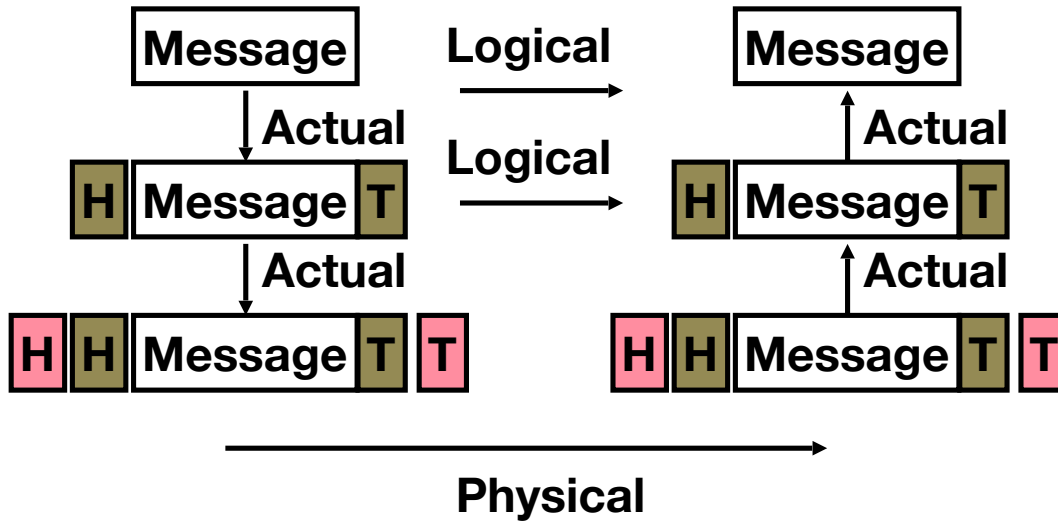 Message Logical Message
Actual Logical Actual
H Message T H Message T
Actual Actual
H H Message T T H H Message T T
Physical